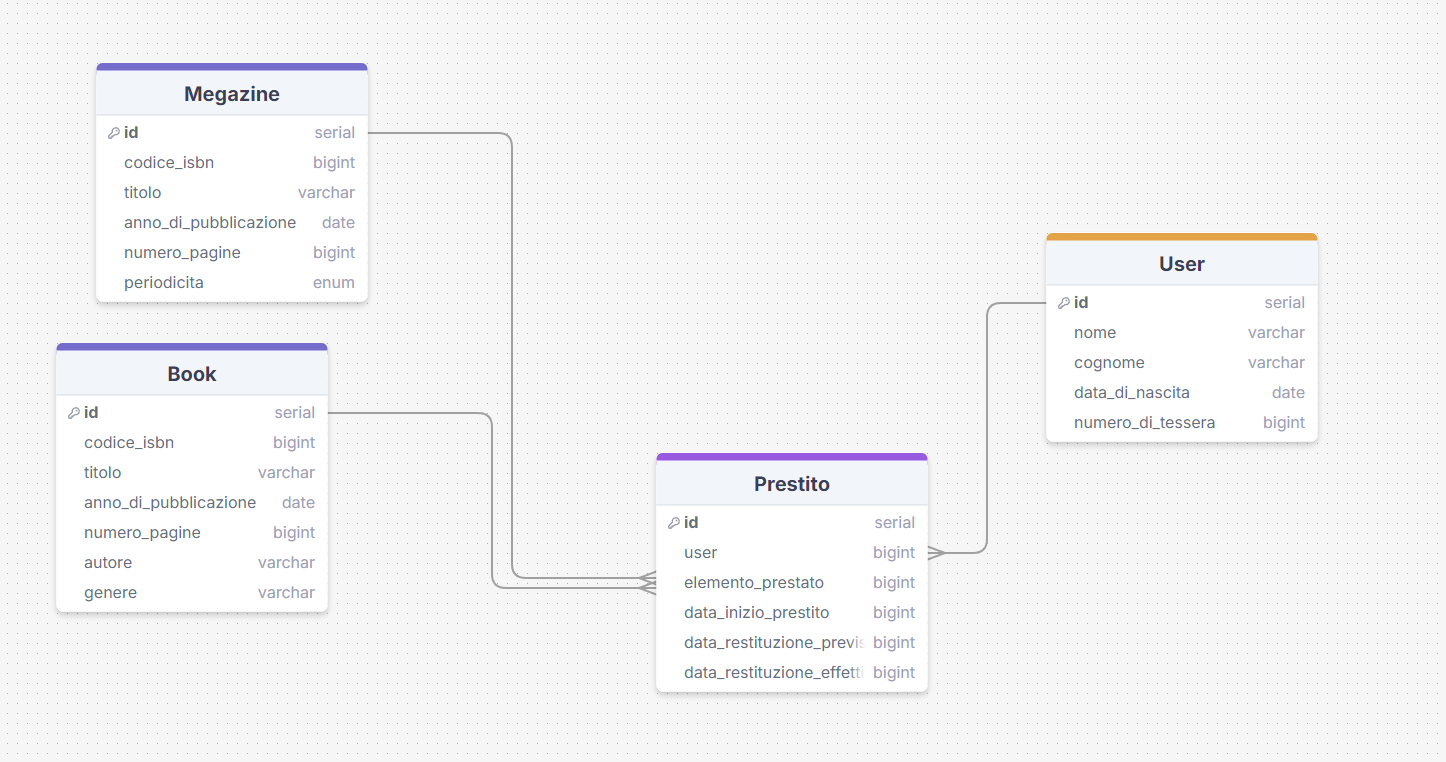 Megazine
id serial
codice_isbn bigint
titolo varchar
anno_di_pubblicazione date
numero_pagine bigint
periodicita enum
Book
id serial
codice_isbn bigint
titolo varchar
anno_di_pubblicazione date
numero_pagine bigint
autore varchar
genere varchar
Prestito
id serial
user bigint
elemento_prestato bigint
data_inizio_prestito bigint
data_restituzione_previs bigint
data_restituzione_effetti bigint
User
id serial
nome varchar
cognome varchar
data_di_nascita date
numero_di_tessera bigint